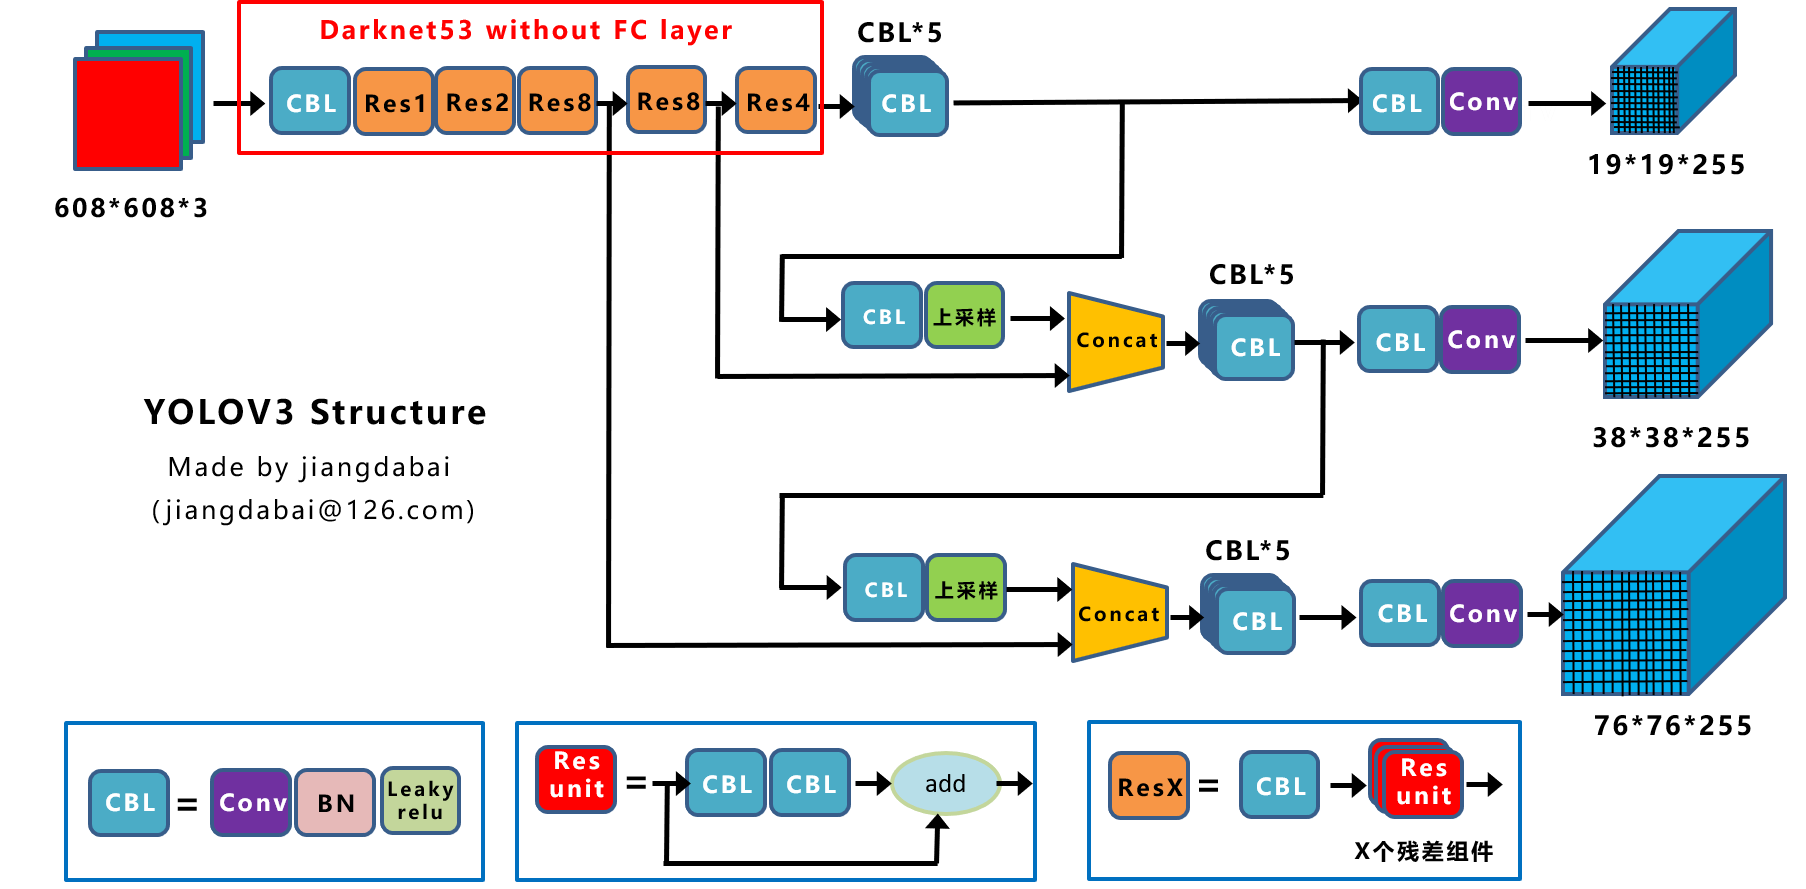 Darknet53 without FC layer
CBL*5
CBL
Res1
Res2
Res8
Res8
Res4
CBL
CBL
Conv
19*19*255
608*608*3
CBL*5
CBL
上采样
Concat
CBL
CBL
Conv
38*38*255
YOLOV3 Structure
Made by jiangdabai
(jiangdabai@126.com)
CBL*5
CBL
上采样
Concat
CBL
CBL
Conv
76*76*255
CBL
=
Conv
BN
Leaky
relu
Res
unit
=
CBL
CBL
add
ResX
=
CBL
Res
unit
X个残差组件